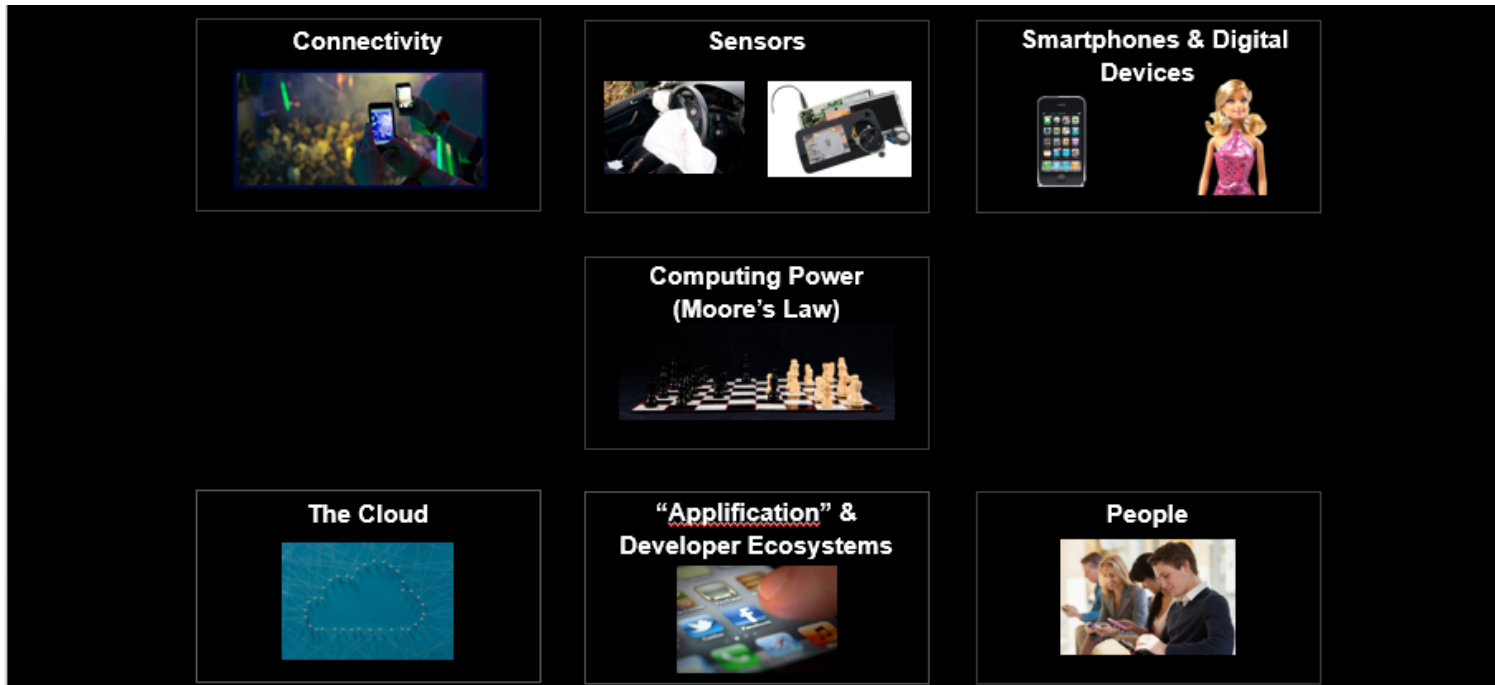 Connectivity
Sensors
Smartphones & Digital
Devices
Computing Power
(Moore’s Law)
The Cloud
“Applification” &
Developer Ecosystems
People